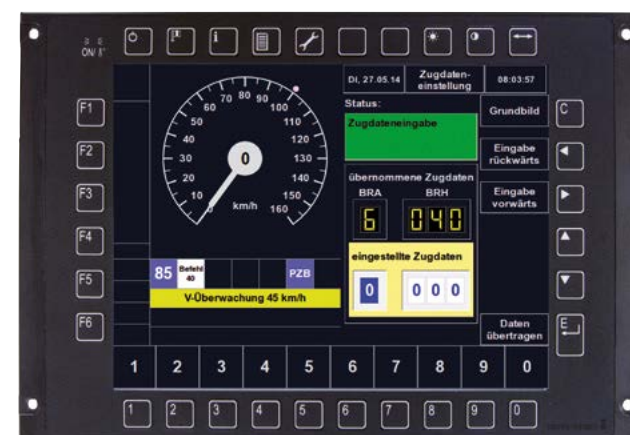 ON/
i
DI, 27.05.14
Zugdaten-
einstellung
08:03:57
F1
F2
F3
F4
F5
F6
0
10
20
30
40
50
60
70
80
90
100
110
120
130
140
150
160
0
km/h
Status:
Zugdateneingabe
Grundbild
C
Eingabe
rückwärts
Eingabe
vorwärts
übernommene Zugdaten
BRA BRH
6 040
eingestellte Zugdaten
0 0 0 0
85
Befehl
40
PZB
V-Überwachung 45 km/h
Daten
übertragen
E
1 2 3 4 5 6 7 8 9 0
1 2 3 4 5 6 7 8 9 0